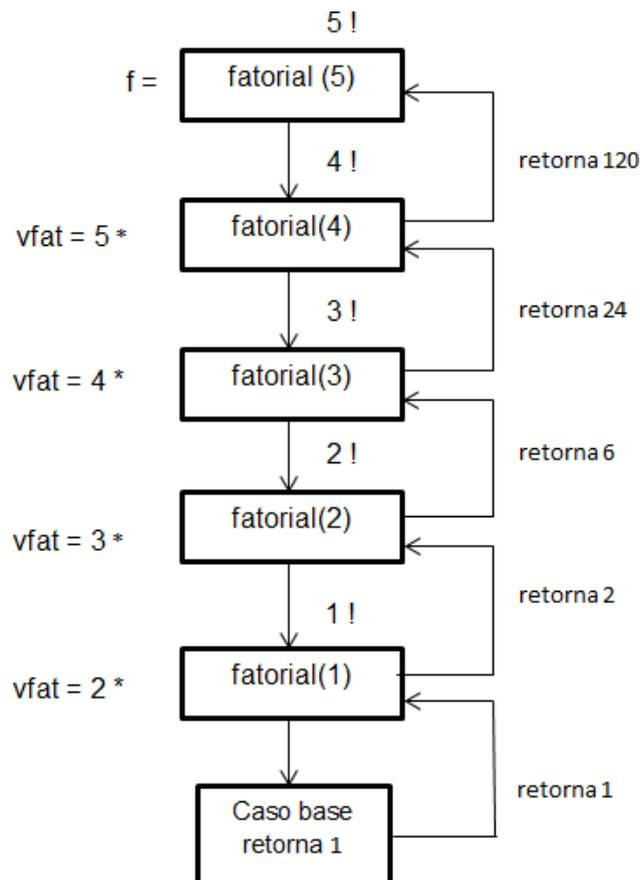 5 !
f =
fatorial (5)
4 !
retorna 120
vfat = 5 *
fatorial(4)
3 !
retorna 24
vfat = 4 *
fatorial(3)
2 !
retorna 6
vfat = 3 *
fatorial(2)
1 !
retorna 2
vfat = 2 *
fatorial(1)
retorna 1
Caso base
retorna 1